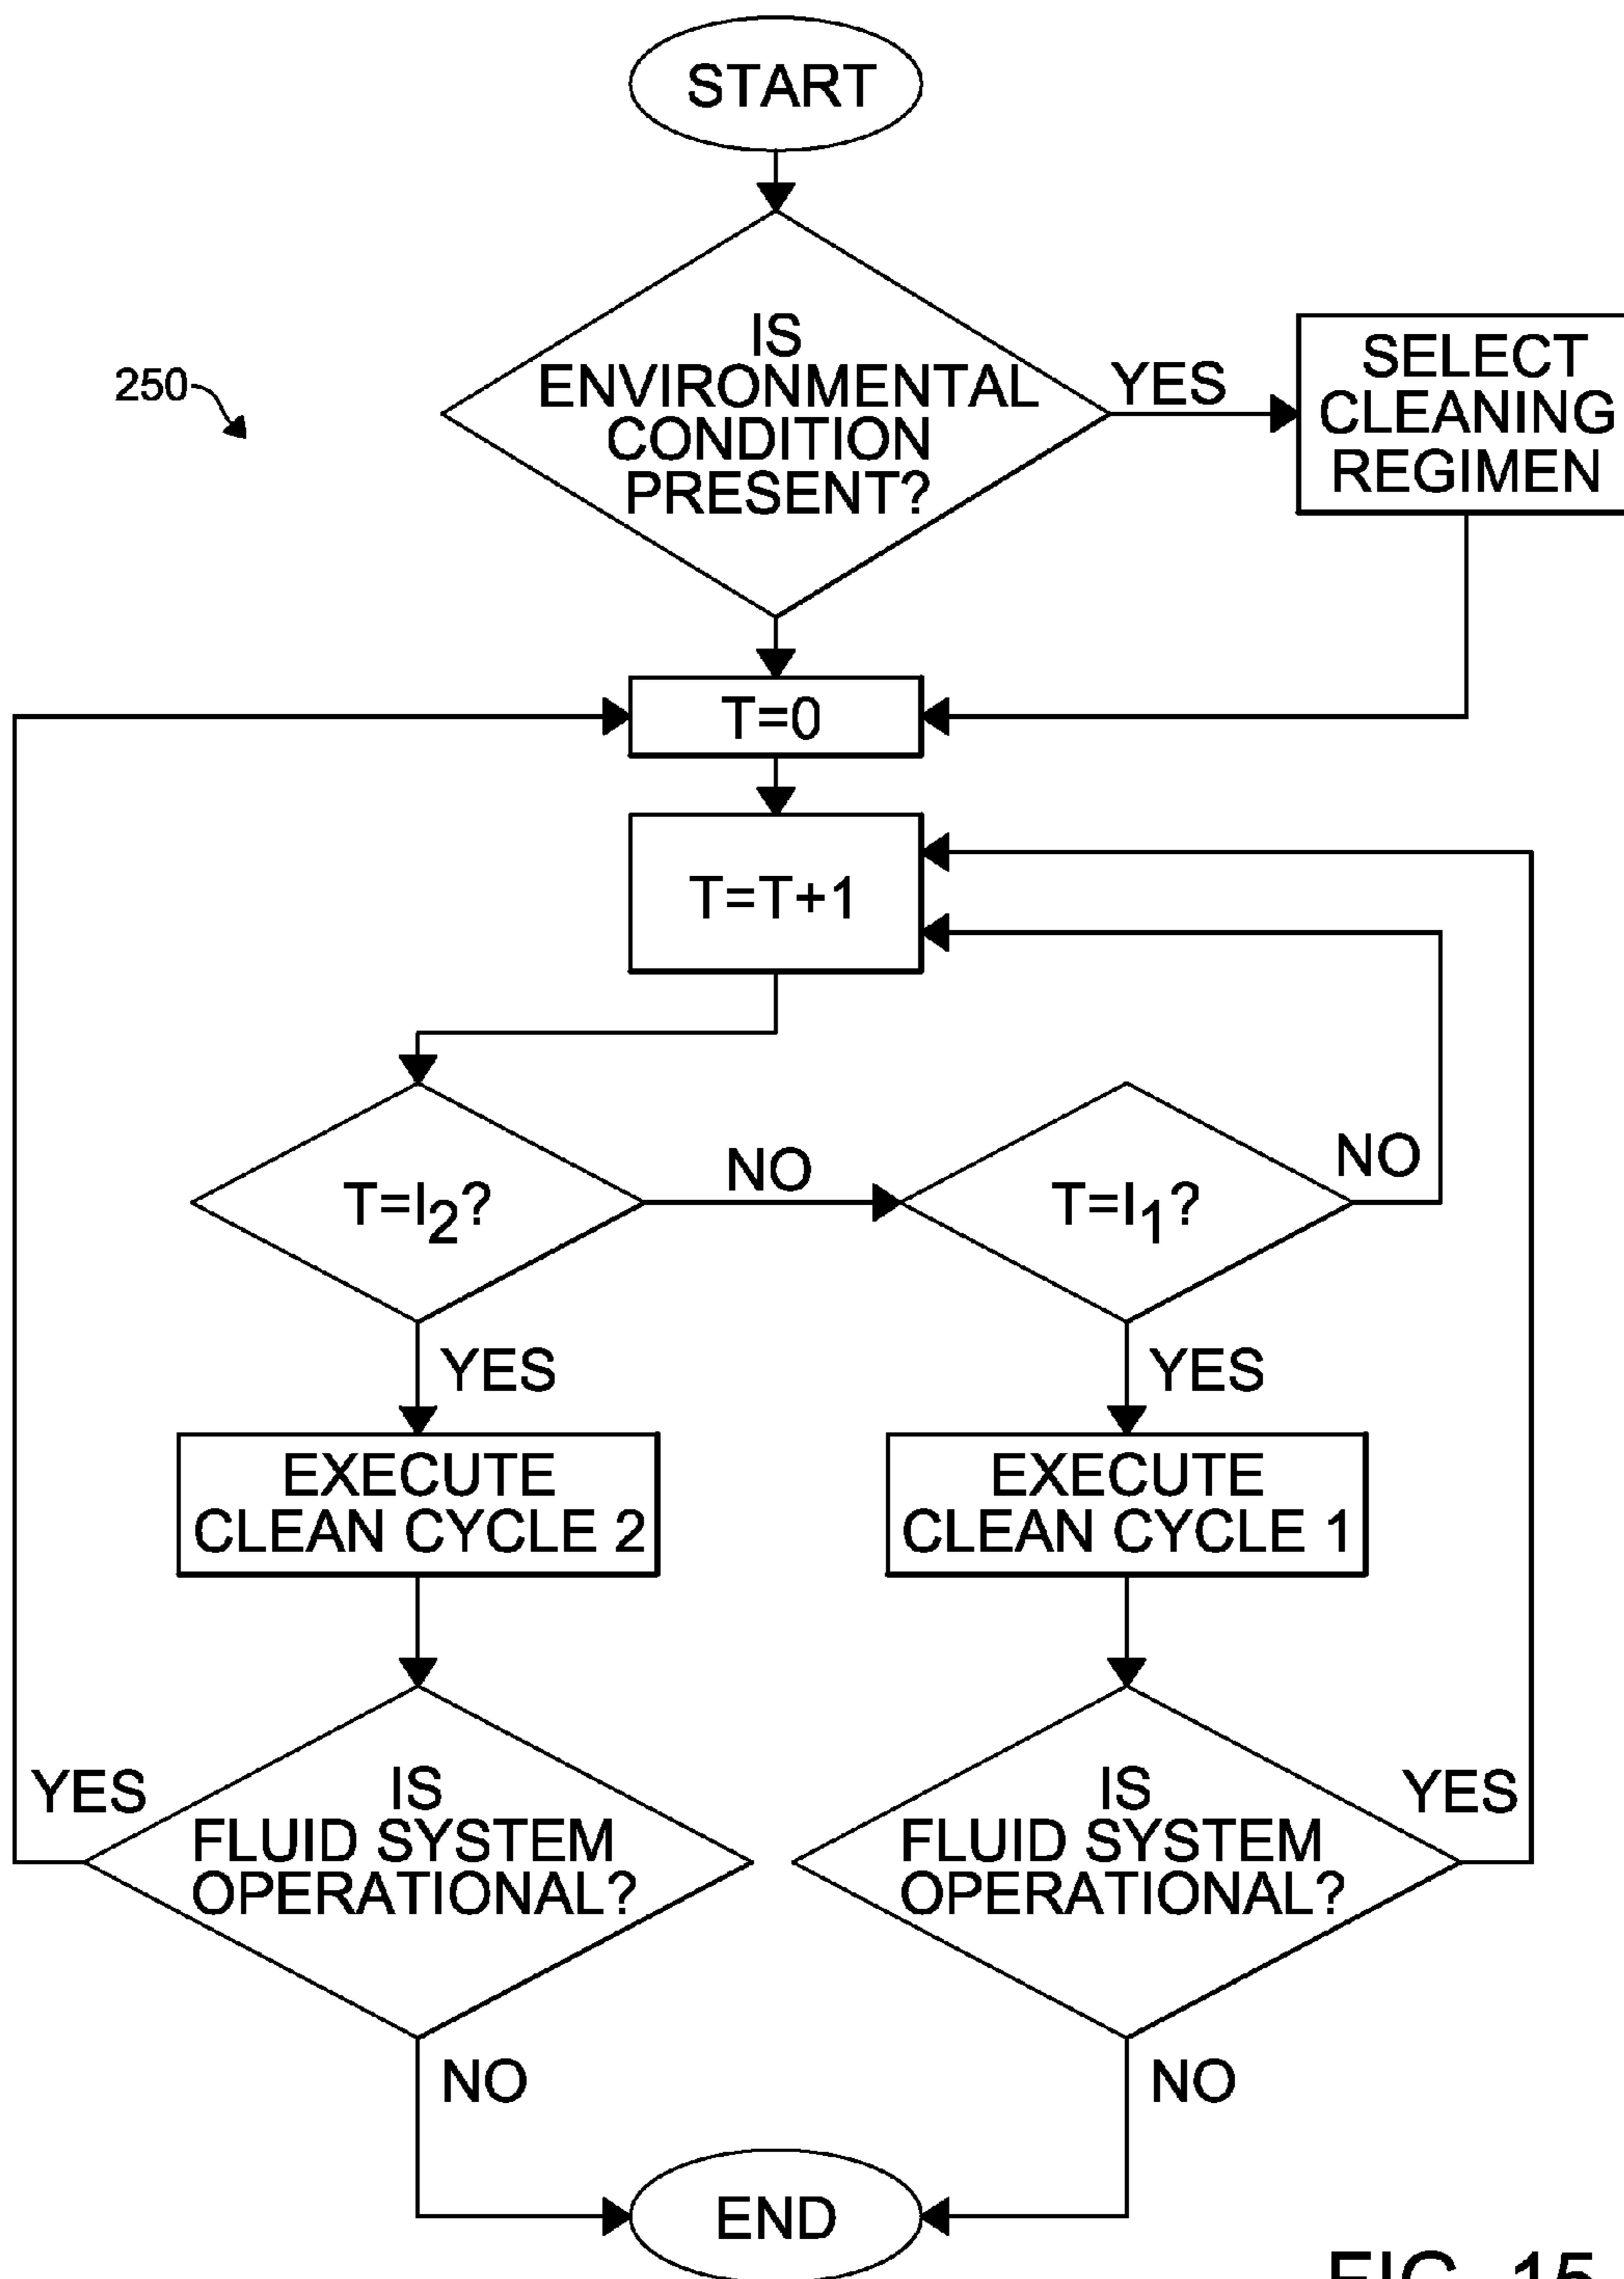 START
IS
ENVIRONMENTAL
CONDITION
PRESENT?
YES
SELECT
CLEANING
REGIMEN
250
T=0
T=T+1
T=I2?
NO
T=I1?
NO
YES
YES
EXECUTE
CLEAN CYCLE 2
EXECUTE
CLEAN CYCLE 1
YES
IS
FLUID SYSTEM
OPERATIONAL?
IS
FLUID SYSTEM
OPERATIONAL?
YES
NO
NO
END
FIG. 15